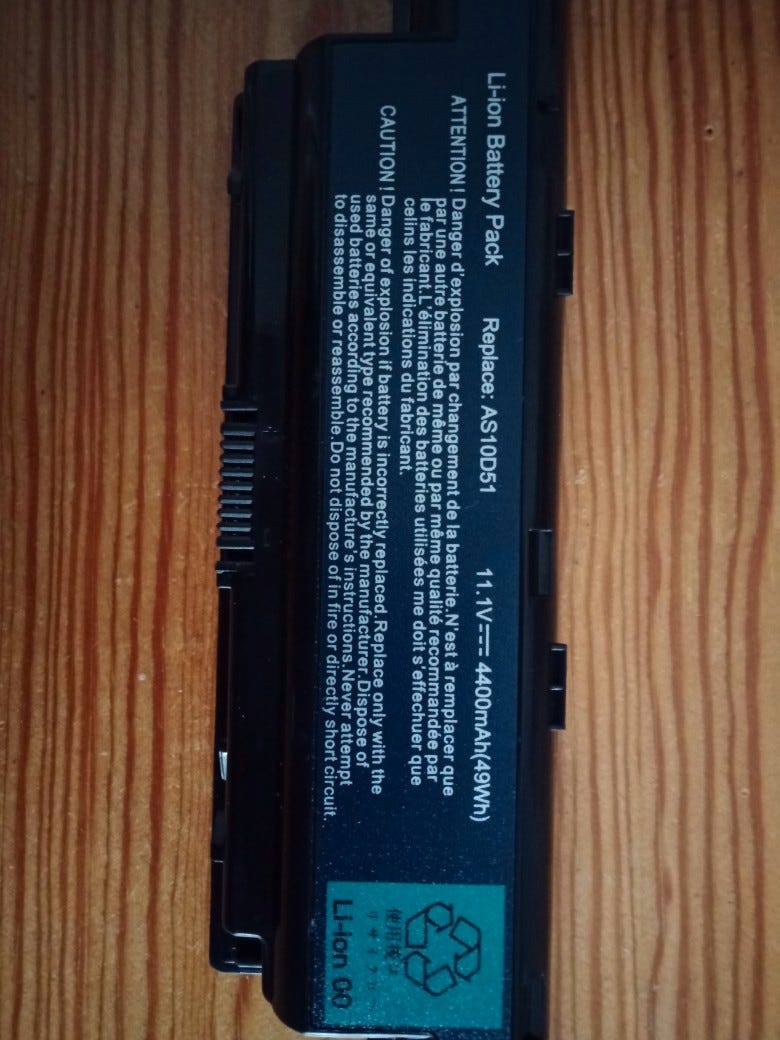 Li-ion Battery Pack Replace: AS10D51 11.1V⎓ 4400mAh(49Wh)
ATTENTION! Danger d'explosion par changement de la batterie.N'est à remplacer que
par une autre batterie de même ou par même qualité recommandée par
le fabricant.L'élimination des batteries utilisées me doit s'effechuer que
celins les indications du fabricant.
CAUTION! Danger of explosion if battery is incorrectly replaced.Replace only with the
same or equivalent type recommended by the manufacturer.Dispose of
used batteries according to the manufacture's instructions.Never attempt
to disassemble or reassemble.Do not dispose of in fire or directly short circuit.
使用後は
リサイクルへ
Li-ion 00